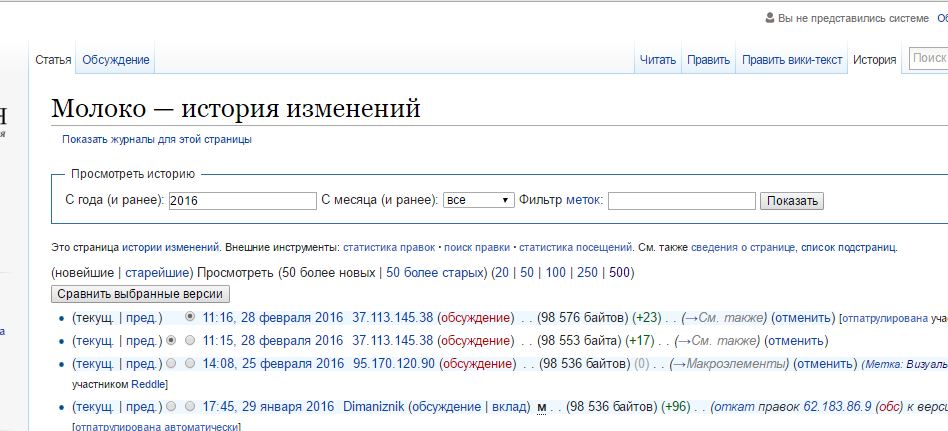 Вы не представились системе Об
Статья Обсуждение Читать Править Править вики-текст История Поиск
Молоко — история изменений
Показать журналы для этой страницы
Просмотреть историю
С года (и ранее): 2016 С месяца (и ранее): все Фильтр меток: Показать
Это страница истории изменений. Внешние инструменты: статистика правок · поиск правки · статистика посещений. См. также сведения о странице, список подстраниц.
(новейшие | старейшие) Просмотреть (50 более новых | 50 более старых) (20 | 50 | 100 | 250 | 500)
Сравнить выбранные версии
(текущ. | пред.) 11:16, 28 февраля 2016 37.113.145.38 (обсуждение) . . (98 576 байтов) (+23) . . (→См. также) (отменить) [отпатрулирована учас
(текущ. | пред.) 11:15, 28 февраля 2016 37.113.145.38 (обсуждение) . . (98 553 байта) (+17) . . (→См. также) (отменить)
(текущ. | пред.) 14:08, 25 февраля 2016 95.170.120.90 (обсуждение) . . (98 536 байтов) (0) . . (→Макроэлементы) (отменить) (Метка: Визуаль
участником Reddle]
(текущ. | пред.) 17:45, 29 января 2016 Dimaniznik (обсуждение | вклад) м . . (98 536 байтов) (+96) . . (откат правок 62.183.86.9 (обс) к верси
[отпатрулирована автоматически]